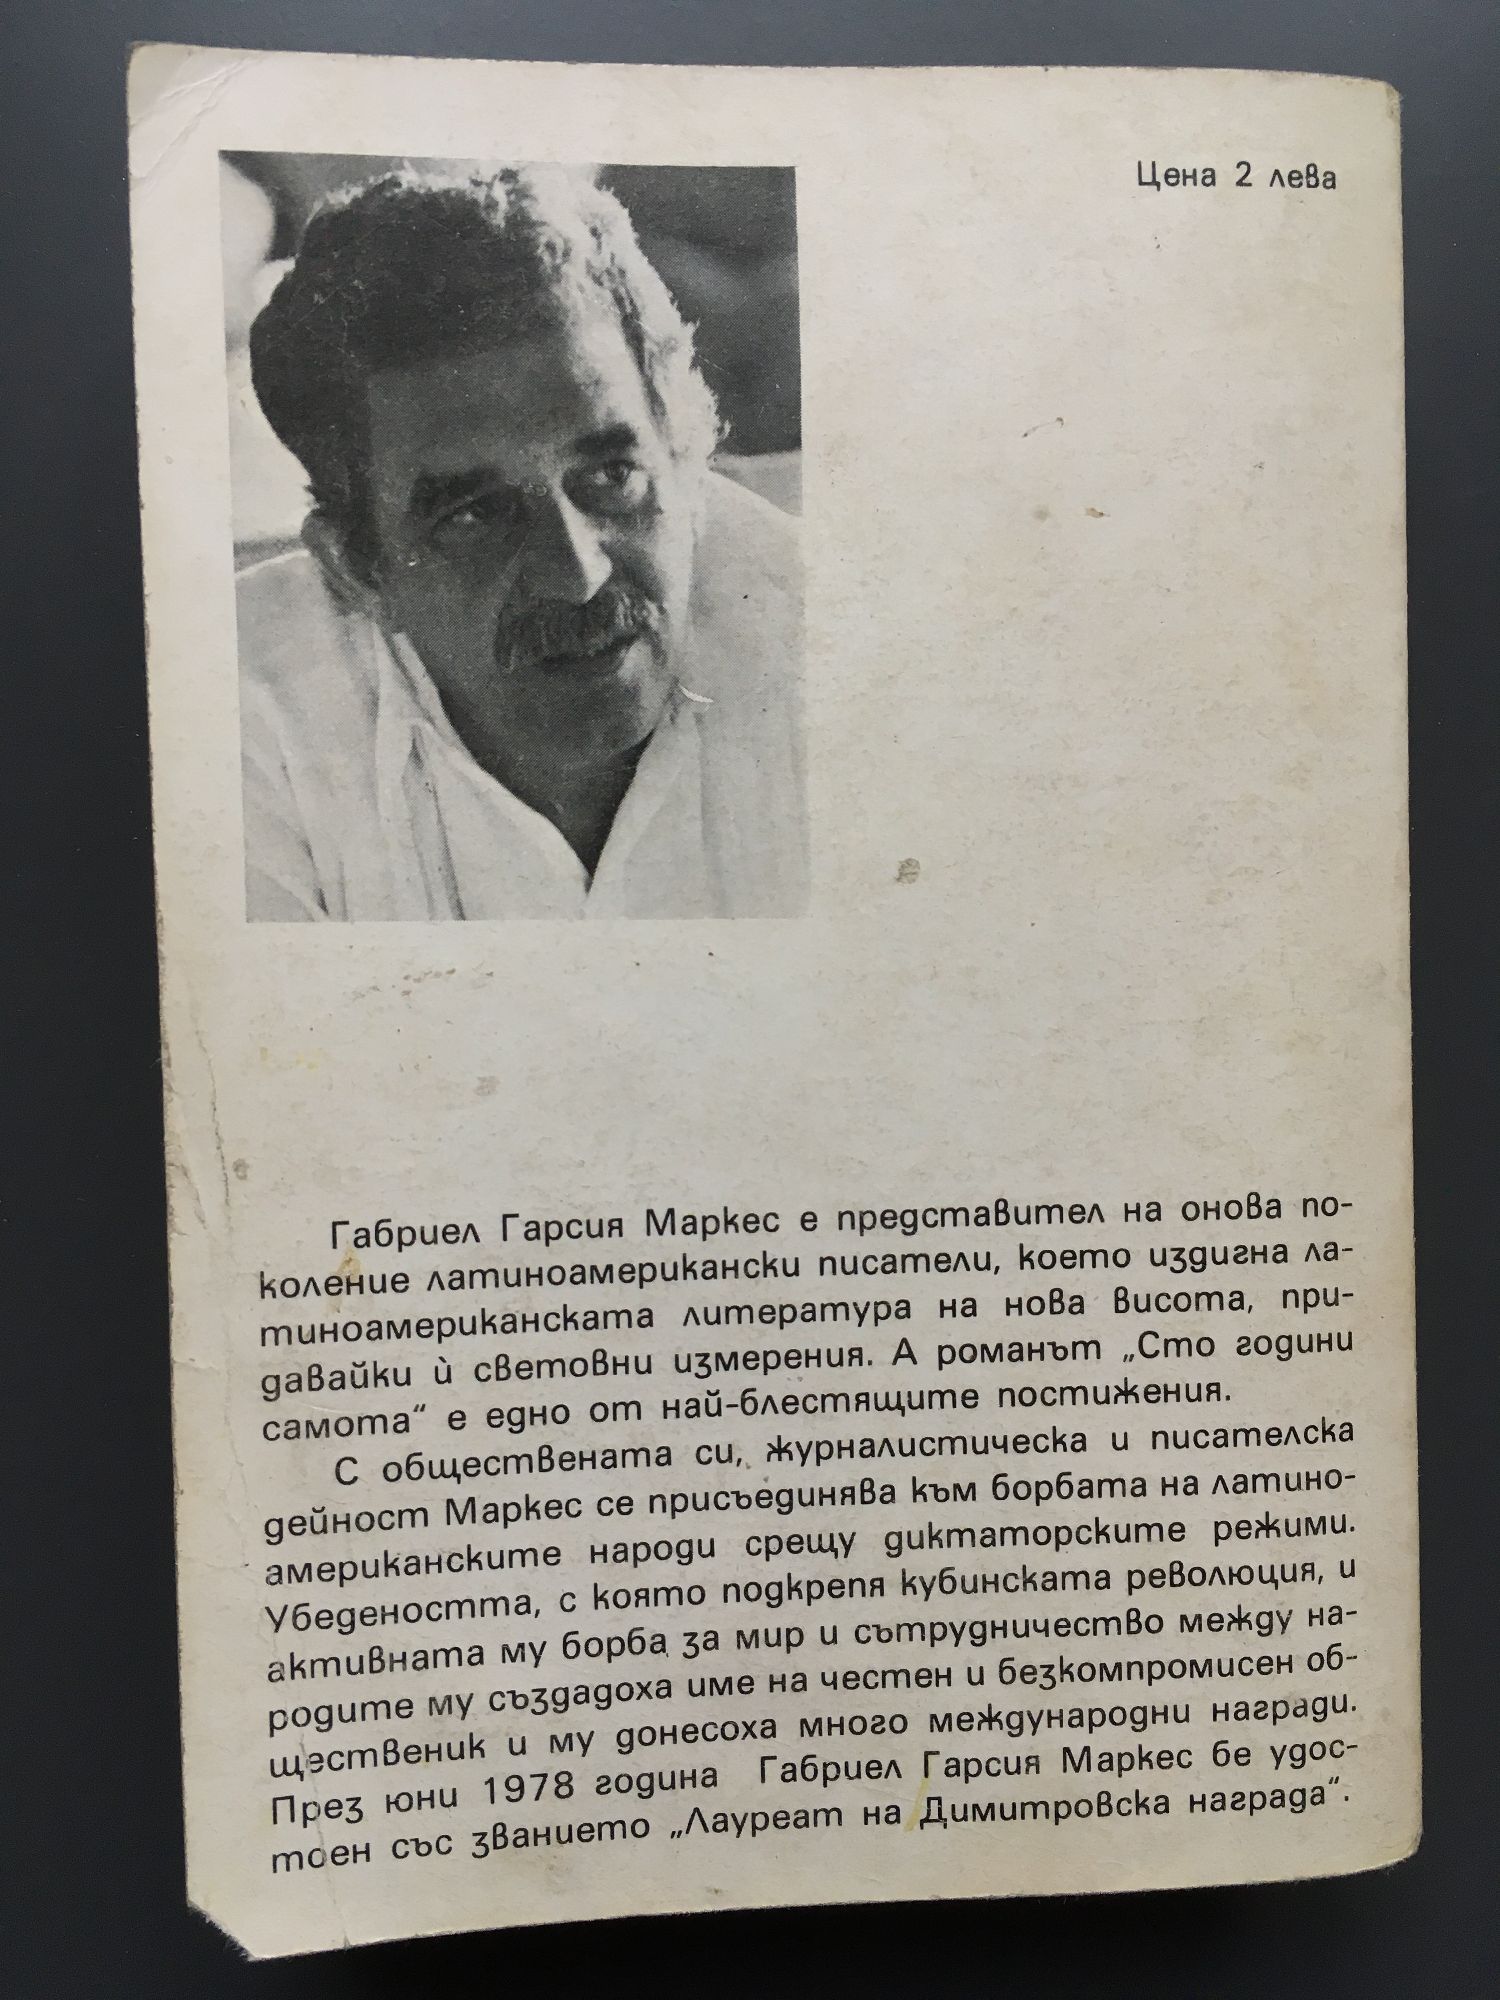 Цена 2 лева
Габриел Гарсия Маркес е представител на онова по-
коление латиноамерикански писатели, което издигна ла-
тиноамериканската литература на нова висота, при-
давайки ѝ световни измерения. А романът „Сто години
самота“ е едно от най-блестящите постижения.
С обществената си, журналистическа и писателска
дейност Маркес се присъединява към борбата на латино-
американските народи срещу диктаторските режими.
Убедеността, с която подкрепя кубинската революция, и
активната му борба за мир и сътрудничество между на-
родите му създадоха име на честен и безкомпромисен об-
щественик и му донесоха много международни награди.
През юни 1978 година Габриел Гарсия Маркес бе удос-
тоен със званието „Лауреат на Димитровска награда“.